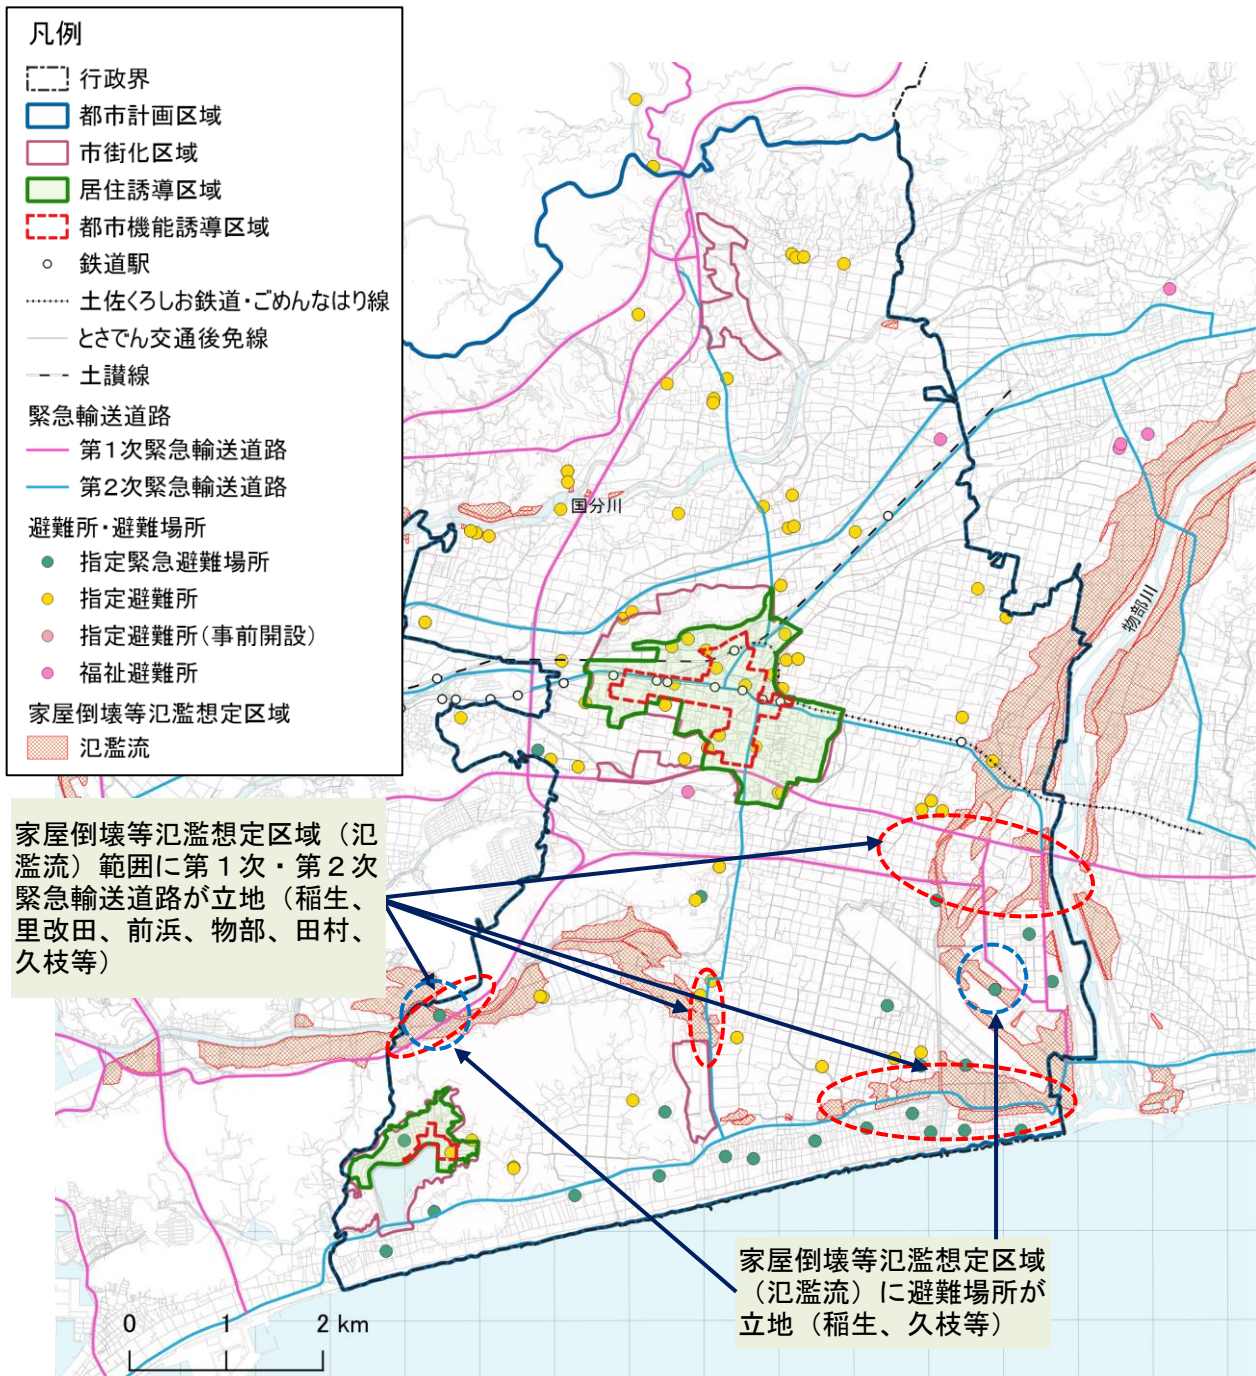 凡例
行政界
都市計画区域
市街化区域
居住誘導区域
都市機能誘導区域
鉄道駅
土佐くろしお鉄道・ごめんなはり線
とさでん交通後免線
土讃線
緊急輸送道路
第1次緊急輸送道路
第2次緊急輸送道路
避難所・避難場所
指定緊急避難場所
指定避難所
指定避難所(事前開設)
福祉避難所
家屋倒壊等氾濫想定区域
氾濫流
国分川
物部川
家屋倒壊等氾濫想定区域(氾
濫流)範囲に第1次・第2次
緊急輸送道路が立地(稲生、
里改田、前浜、物部、田村、
久枝等)
家屋倒壊等氾濫想定区域
(氾濫流)に避難場所が
立地(稲生、久枝等)
0 1 2 km